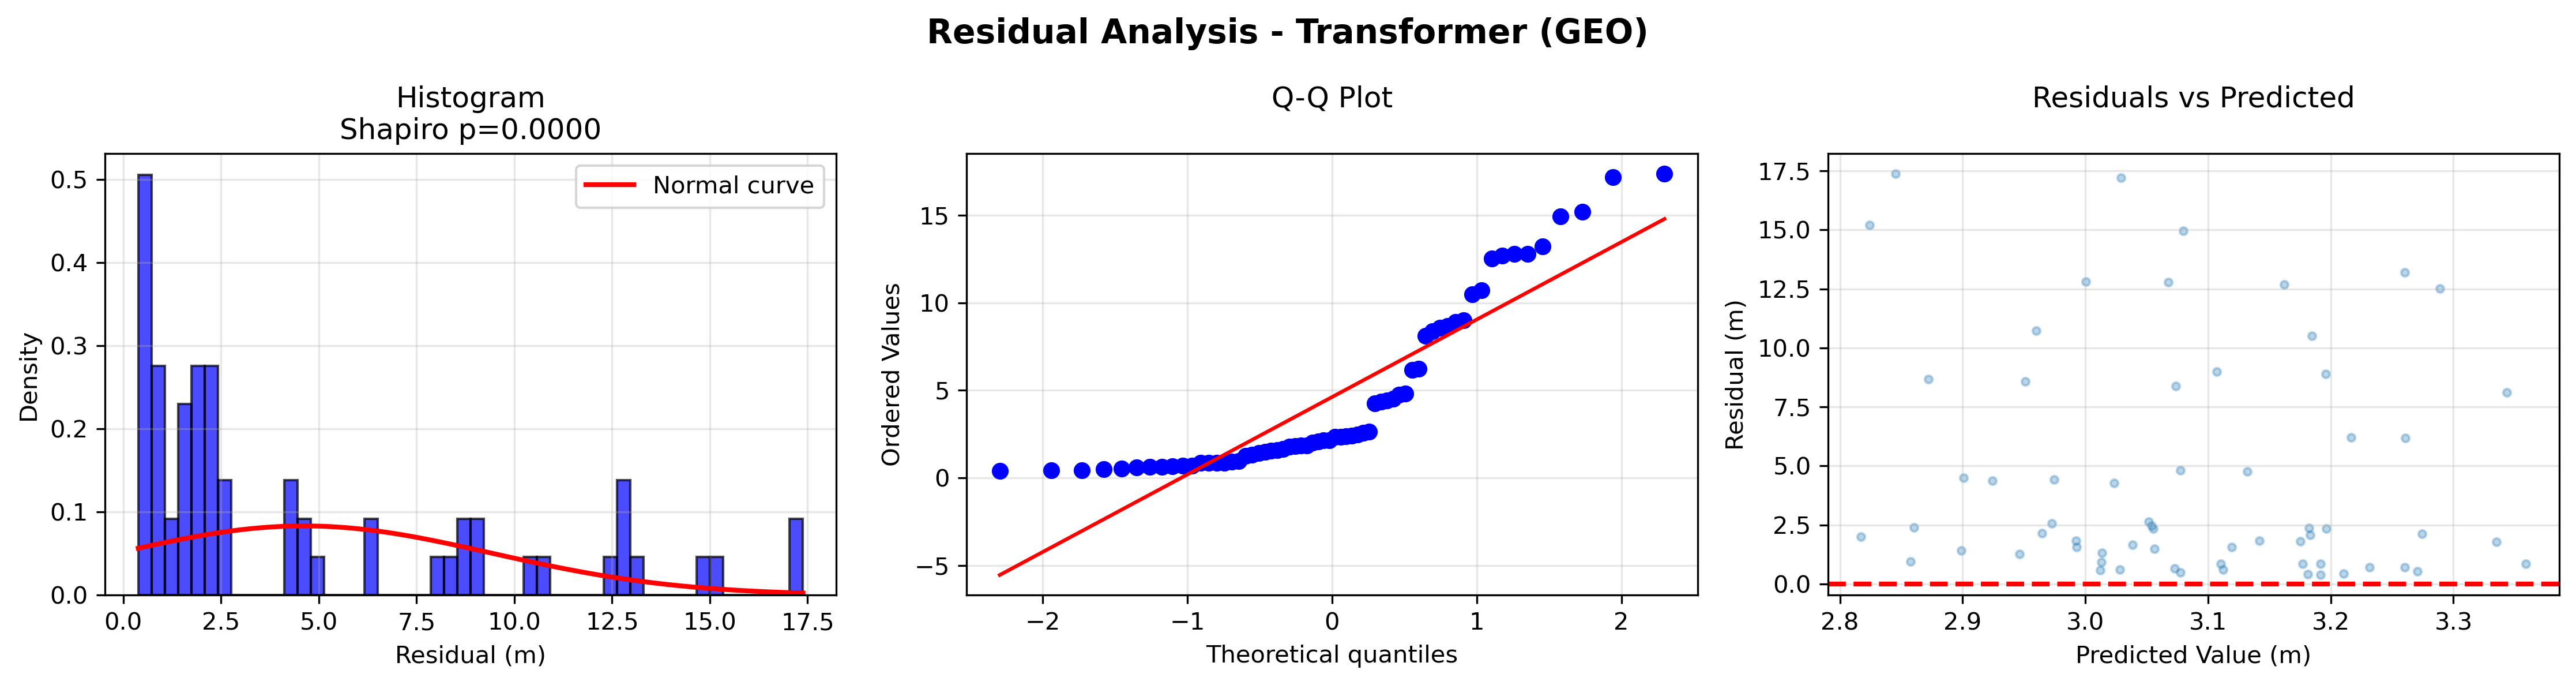 Residual Analysis - Transformer (GEO)
Histogram
Shapiro p=0.0000
Normal curve
Density
0.5
0.4
0.3
0.2
0.1
0.0
0.0 2.5 5.0 7.5 10.0 12.5 15.0 17.5
Residual (m)
Q-Q Plot
Ordered Values
15
10
5
0
−5
−2 −1 0 1 2
Theoretical quantiles
Residuals vs Predicted
Residual (m)
17.5
15.0
12.5
10.0
7.5
5.0
2.5
0.0
2.8 2.9 3.0 3.1 3.2 3.3
Predicted Value (m)